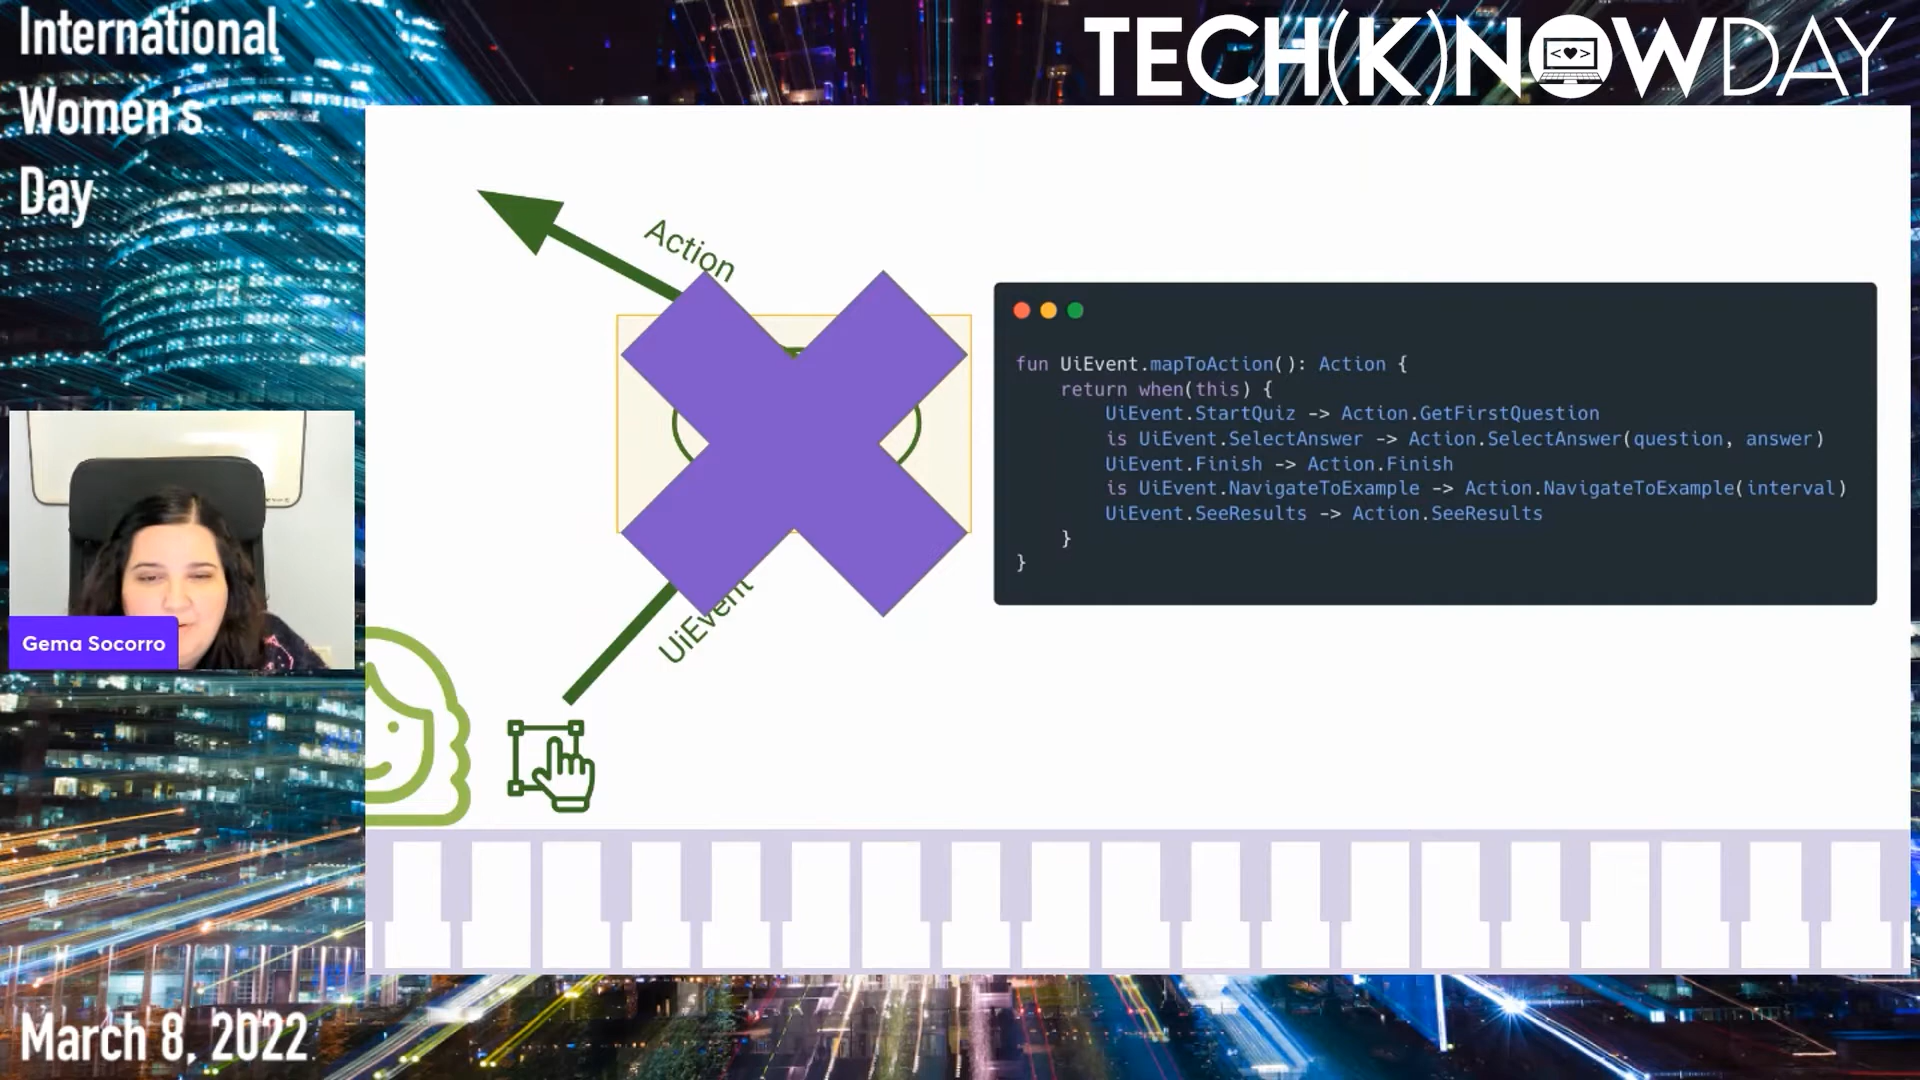 International
Women's
Day
TECH(K)NOWDAY
<>
Action
UiEvent
fun UiEvent.mapToAction(): Action {
return when(this) {
UiEvent.StartQuiz -> Action.GetFirstQuestion
is UiEvent.SelectAnswer -> Action.SelectAnswer(question, answer)
UiEvent.Finish -> Action.Finish
is UiEvent.NavigateToExample -> Action.NavigateToExample(interval)
UiEvent.SeeResults -> Action.SeeResults
}
}
Gema Socorro
March 8, 2022